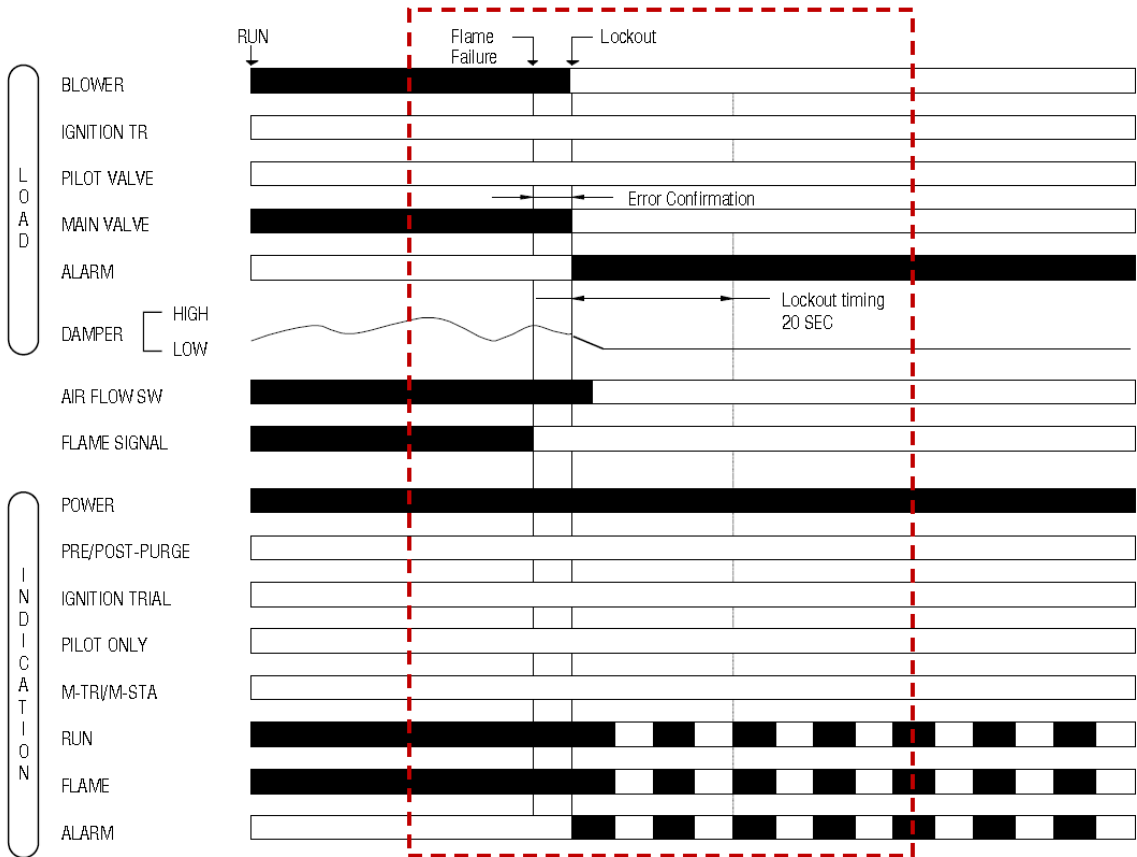 RUN
Flame
Failure
Lockout
LOAD
BLOWER
IGNITION TR
PILOT VALVE
Error Confirmation
MAIN VALVE
ALARM
Lockout timing
20 SEC
DAMPER
HIGH
LOW
AIR FLOW SW
FLAME SIGNAL
INDICATION
POWER
PRE/POST-PURGE
IGNITION TRIAL
PILOT ONLY
M-TRI/M-STA
RUN
FLAME
ALARM